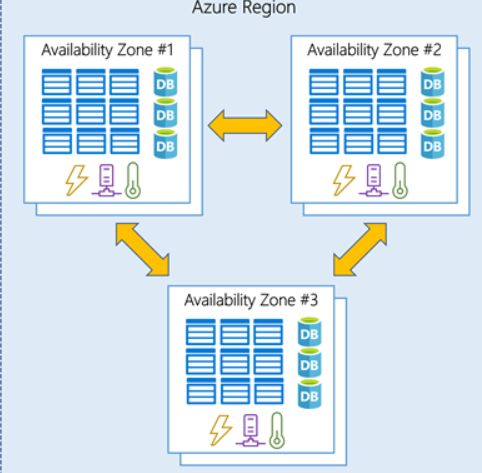 Azure Region
Availability Zone #1
Availability Zone #2
DB
DB
DB
DB
DB
DB
Availability Zone #3
DB
DB
DB